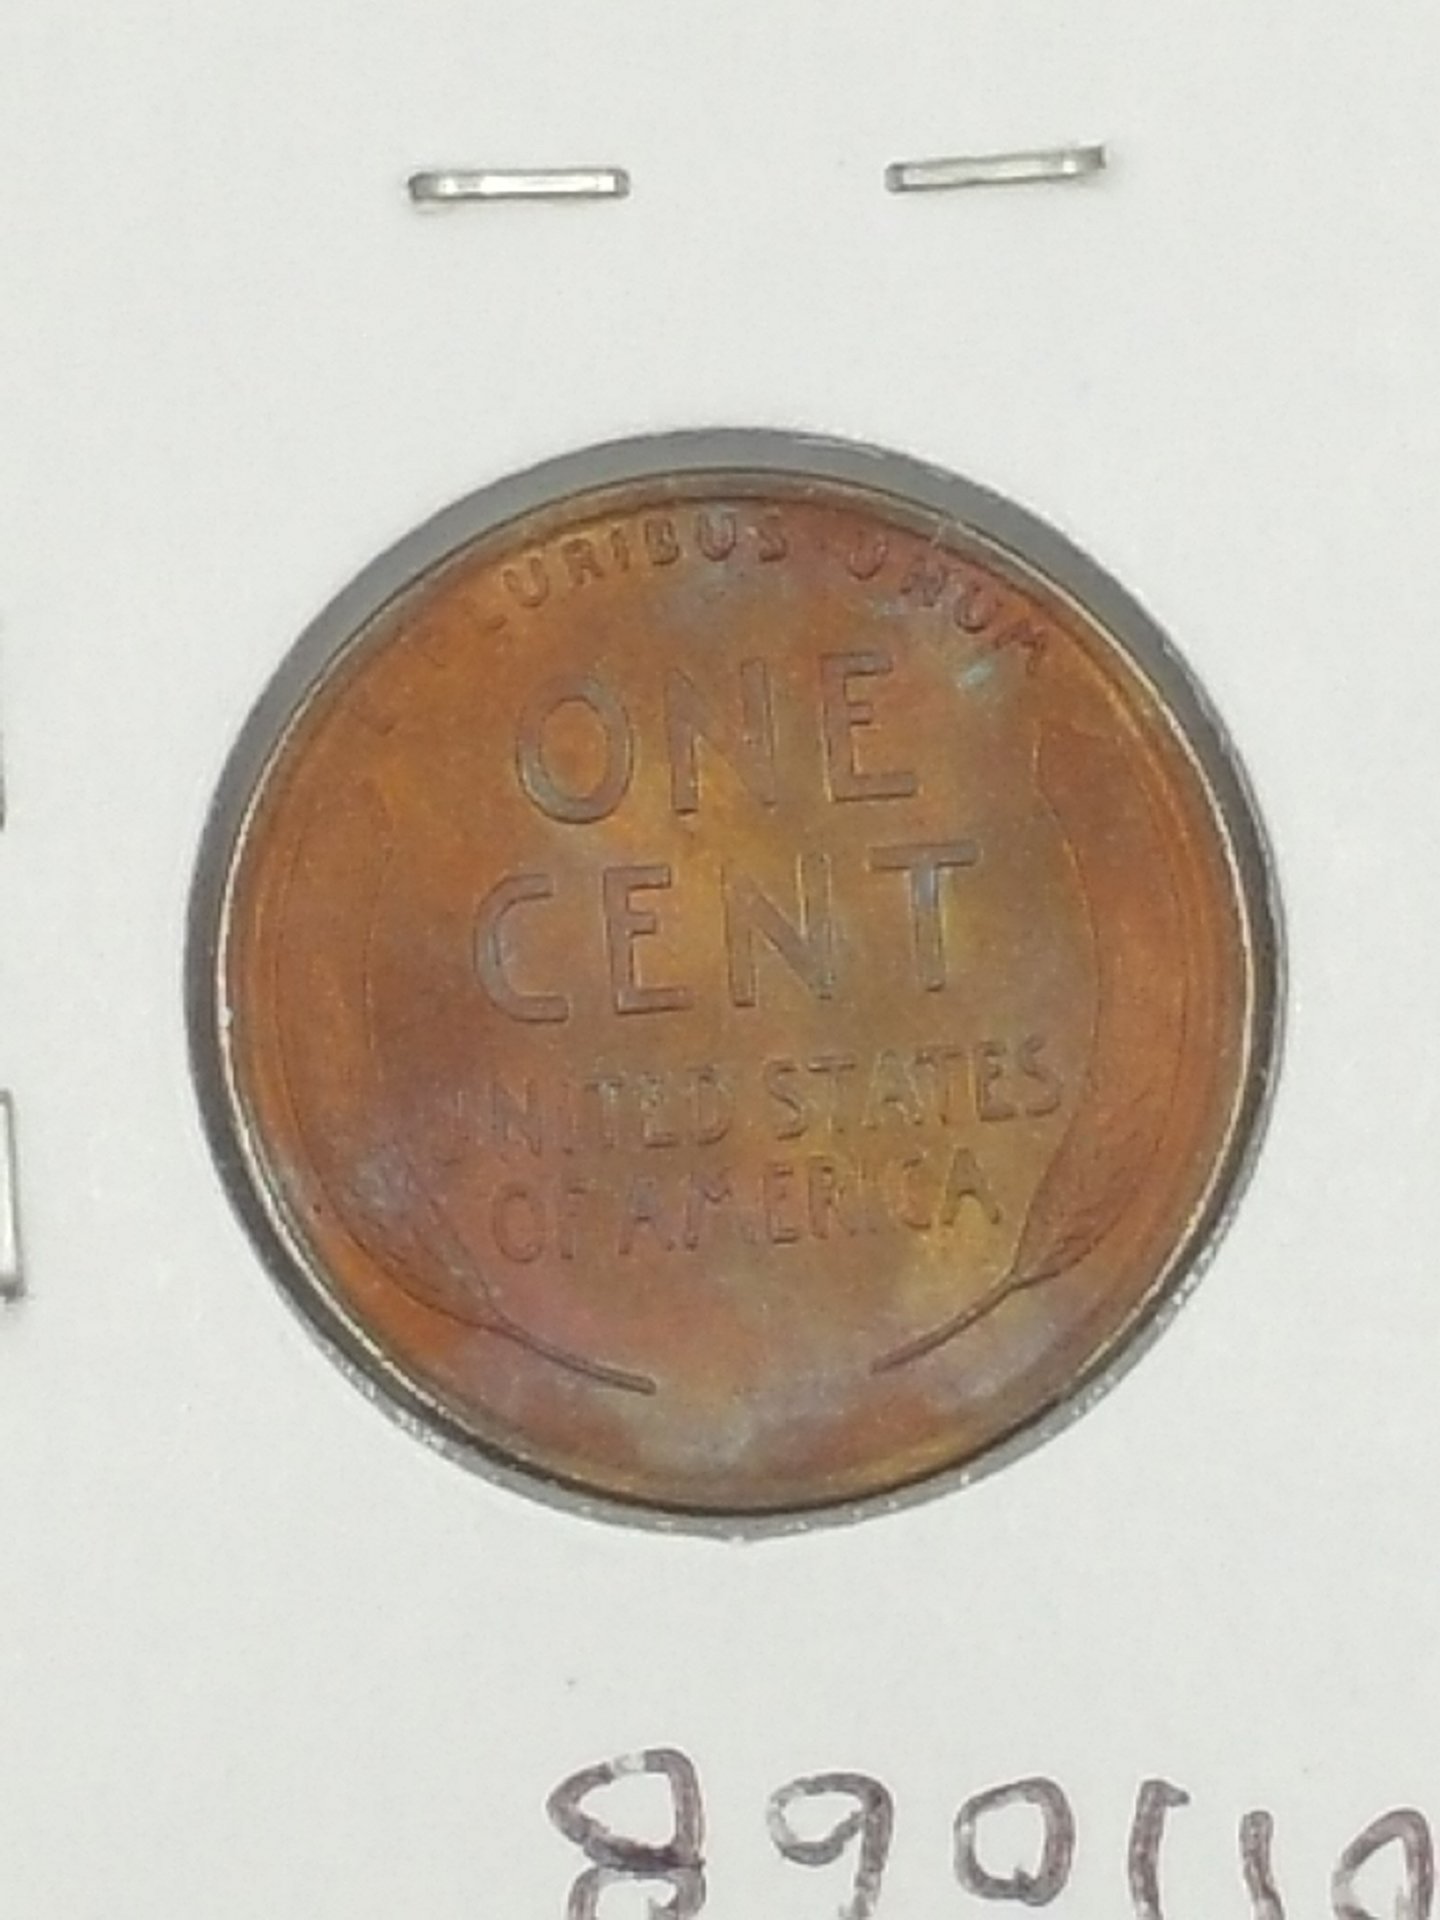 E PLURIBUS UNUM
ONE
CENT
UNITED STATES
OF AMERICA